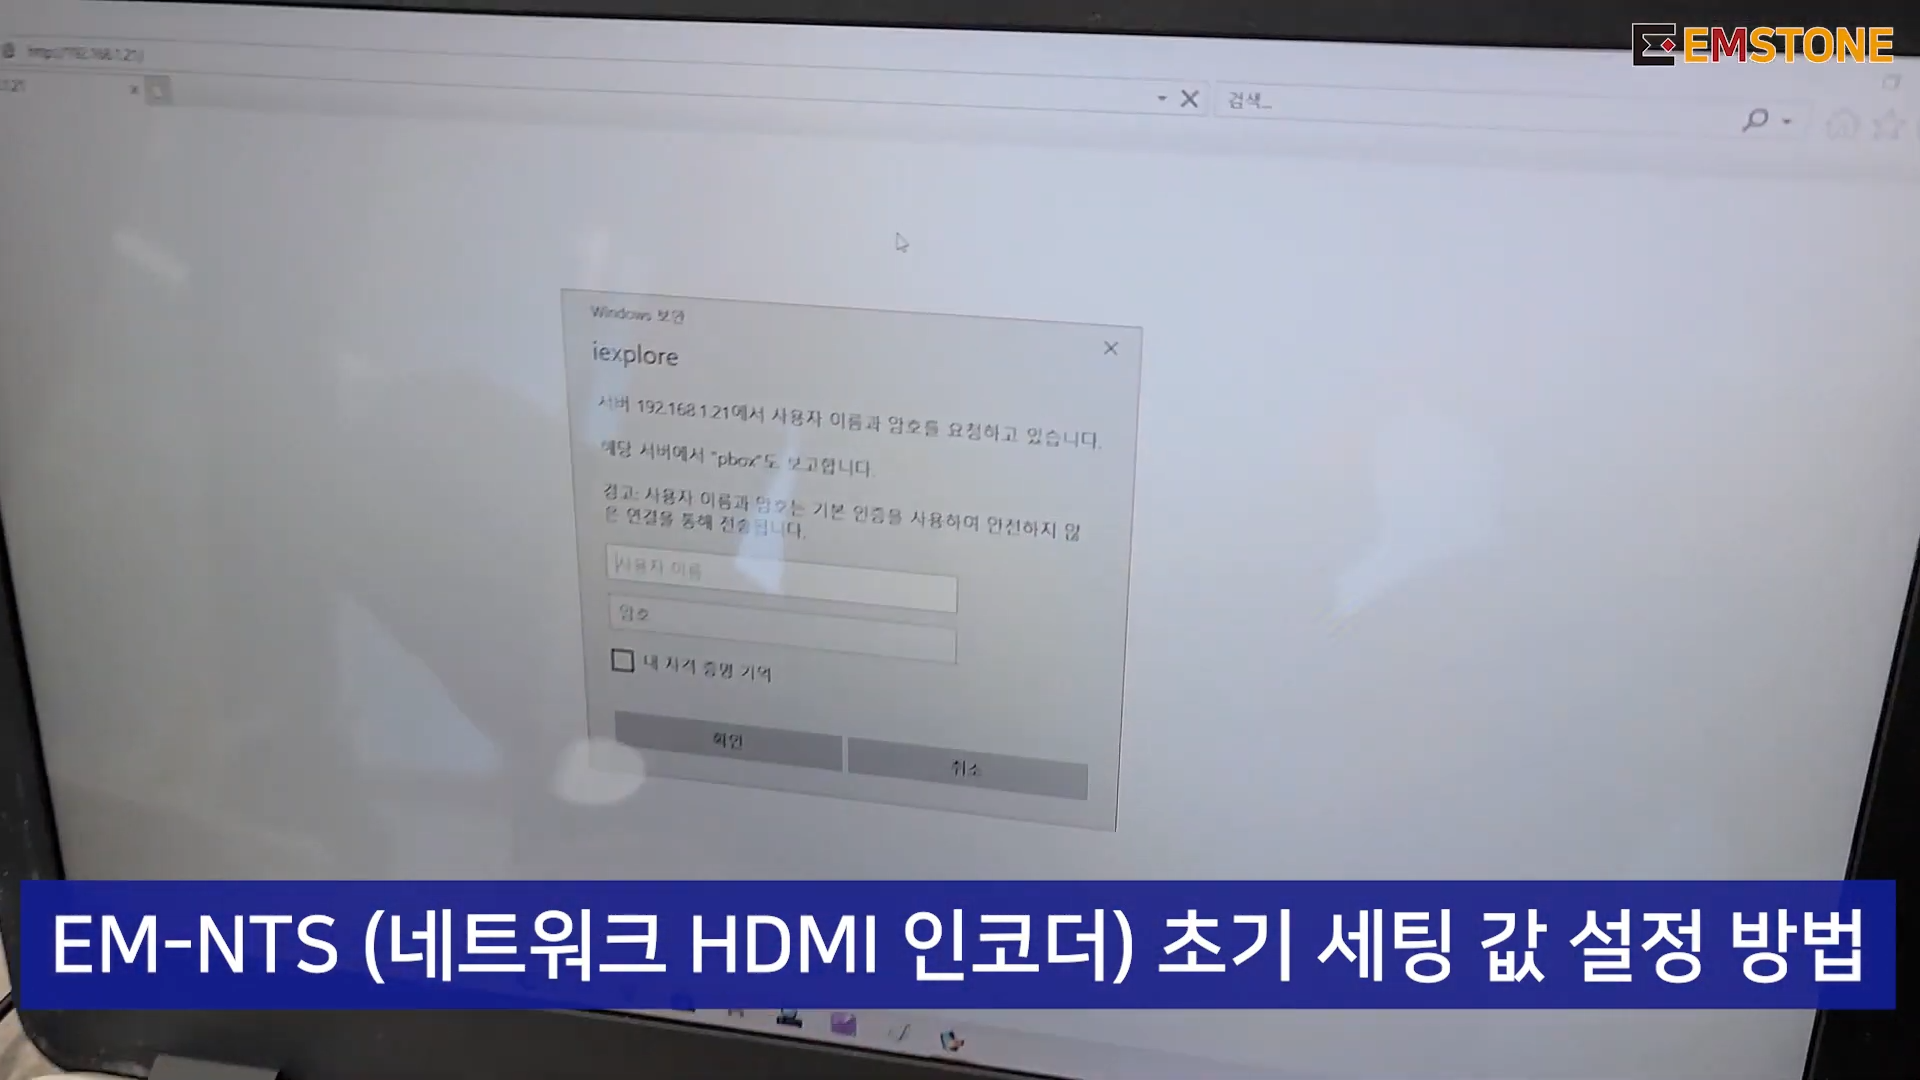 EMSTONE
http://192.168.1.21/
검색...
Windows 보안
iexplore
서버 192.168.1.21에서 사용자 이름과 암호를 요청하고 있습니다.
해당 서버에서 "pbox"도 보고합니다.
경고: 사용자 이름과 암호는 기본 인증을 사용하여 안전하지 않
은 연결을 통해 전송됩니다.
사용자 이름
암호
내 자격 증명 기억
확인
취소
EM-NTS (네트워크 HDMI 인코더) 초기 세팅 값 설정 방법